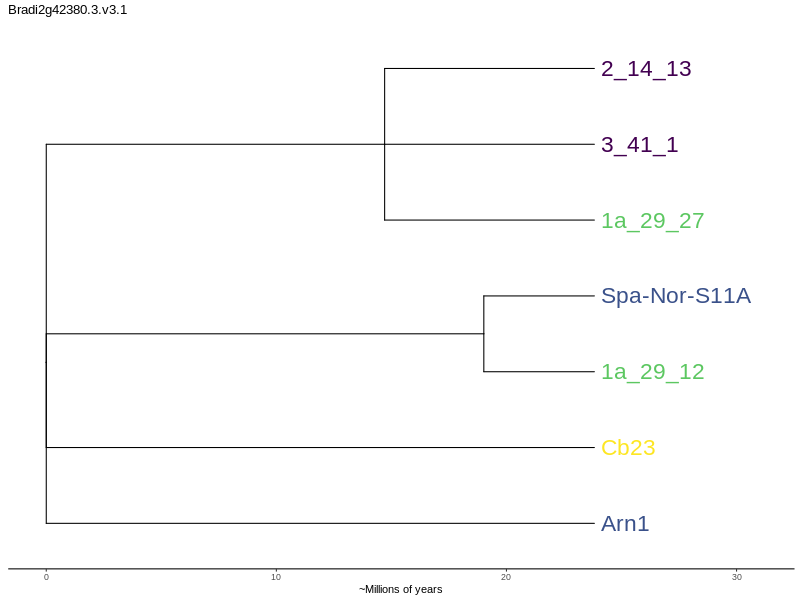 Bradi2g42380.3.v3.1
2_14_13
3_41_1
1a_29_27
Spa-Nor-S11A
1a_29_12
Cb23
Arn1
0 10 20 30
~Millions of years